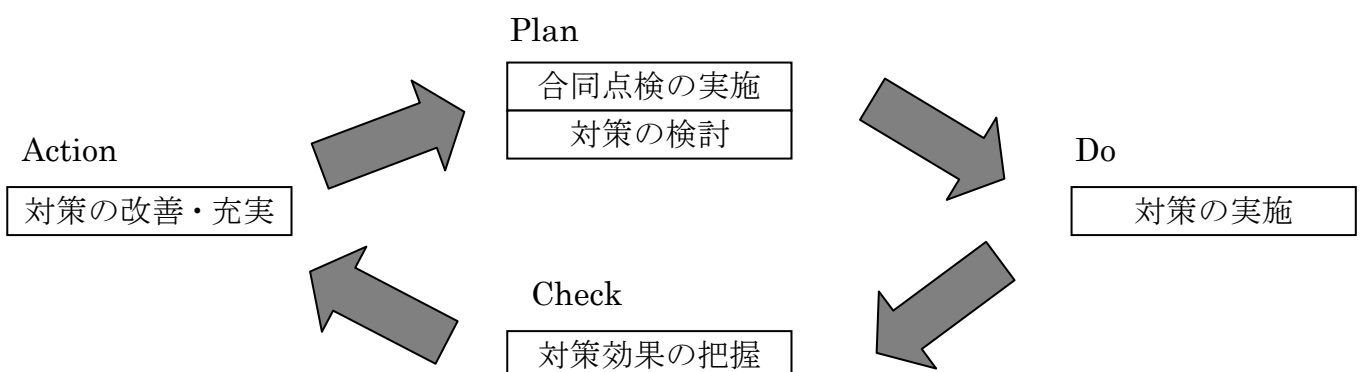 Plan
合同点検の実施
対策の検討
Action
対策の改善・充実
Do
対策の実施
Check
対策効果の把握